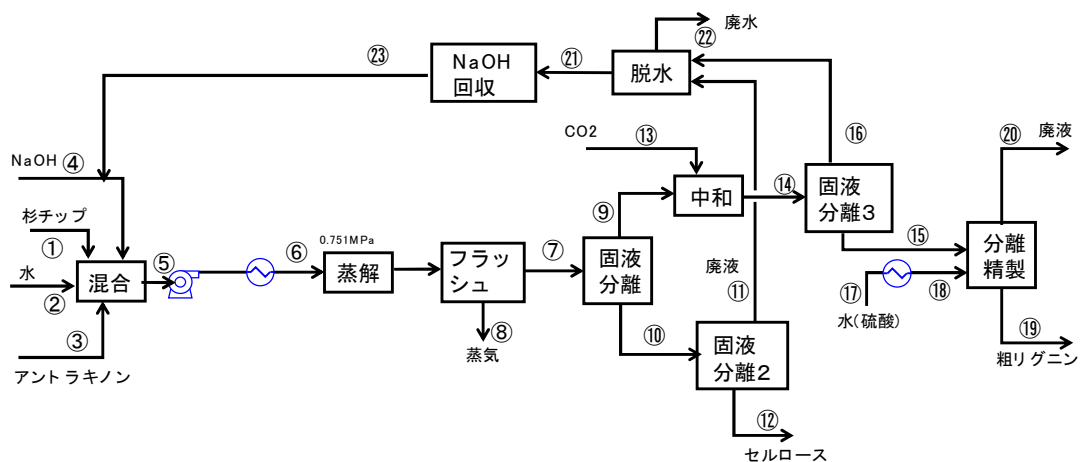 廃水
㉒
㉓
NaOH
回収
㉑
脱水
CO2
⑬
⑯
⑳
廃液
NaOH
④
固液
分離3
中和
⑭
杉チップ
①
⑨
⑮
分離
精製
0.751MPa
⑥
⑤
水
②
混合
蒸解
フラッ
シュ
⑦
固液
分離
廃液
⑪
⑰
⑱
水(硫酸)
③
⑧
蒸気
⑩
固液
分離２
⑲
粗リグニン
アントラキノン
⑫
セルロース